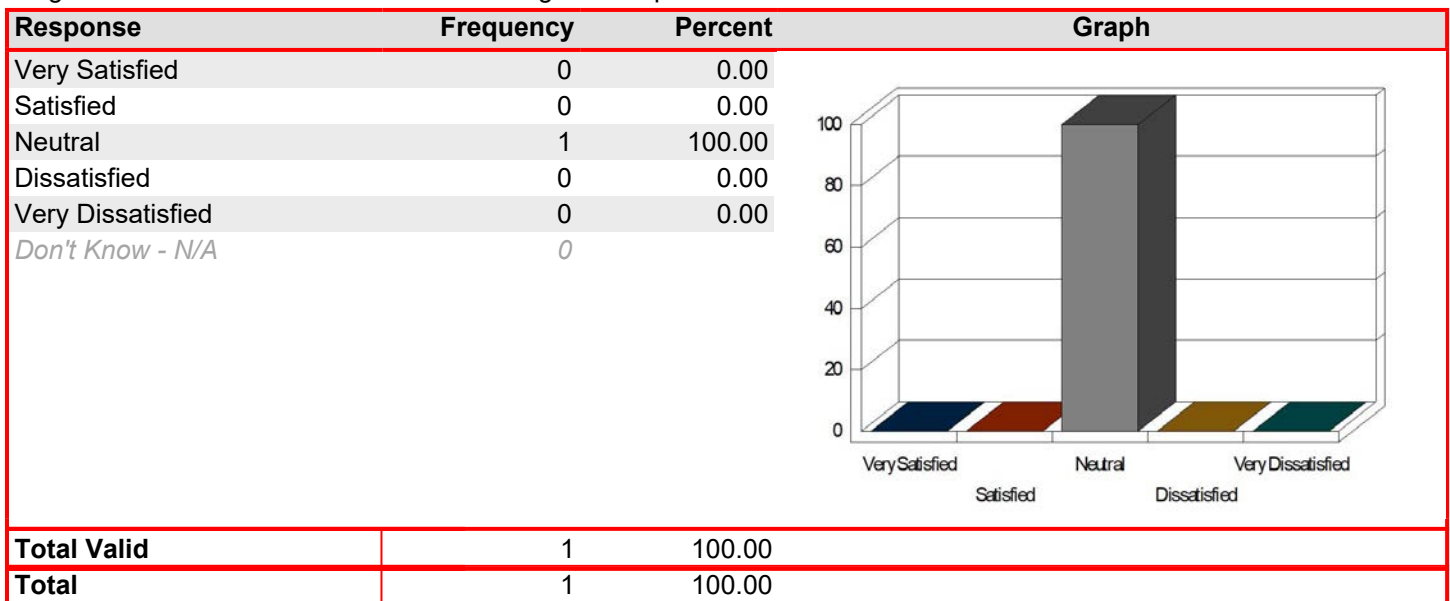 Response Frequency Percent Graph
Very Satisfied 0 0.00
Satisfied 0 0.00
Neutral 1 100.00
Dissatisfied 0 0.00
Very Dissatisfied 0 0.00
Don't Know - N/A 0
100
80
60
40
20
0
Very Satisfied Neutral Very Dissatisfied
Satisfied Dissatisfied
Total Valid 1 100.00
Total 1 100.00